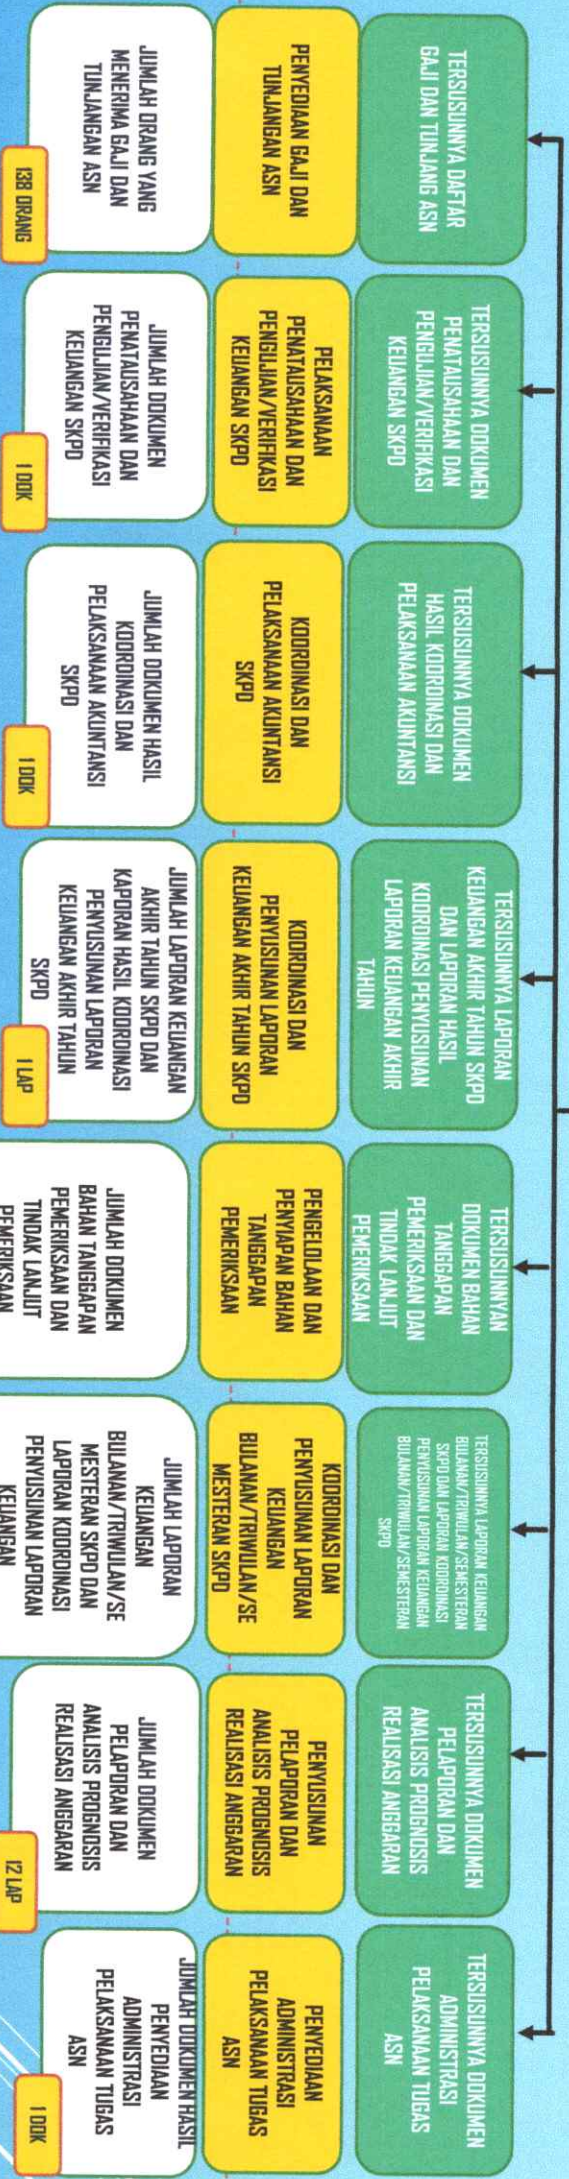 TERSUSUNNYA DAFTAR
GAJI DAN TUNJANG ASN
PENYEDIAAN GAJI DAN
TUNJANGAN ASN
JUMLAH ORANG YANG
MENERIMA GAJI DAN
TUNJANGAN ASN
138 ORANG
TERSUSUNNYA DOKUMEN
PENATAUSAHAAN DAN
PENGUJIAN/VERIFIKASI
KEUANGAN SKPD
PELAKSANAAN
PENATAUSAHAAN DAN
PENGUJIAN/VERIFIKASI
KEUANGAN SKPD
JUMLAH DOKUMEN
PENATAUSAHAAN DAN
PENGUJIAN/VERIFIKASI
KEUANGAN SKPD
1 DOK
TERSUSUNNYA DOKUMEN
HASIL KOORDINASI DAN
PELAKSANAAN AKUNTANSI
KOORDINASI DAN
PELAKSANAAN AKUNTANSI
SKPD
JUMLAH DOKUMEN HASIL
KOORDINASI DAN
PELAKSANAAN AKUNTANSI
SKPD
1 DOK
TERSUSUNNYA LAPORAN
KEUANGAN AKHIR TAHUN SKPD
DAN LAPORAN HASIL
KOORDINASI PENYUSUNAN
LAPORAN KEUANGAN AKHIR
TAHUN
KOORDINASI DAN
PENYUSUNAN LAPORAN
KEUANGAN AKHIR TAHUN SKPD
JUMLAH LAPORAN KEUANGAN
AKHIR TAHUN SKPD DAN
KAPORAN HASIL KOORDINASI
PENYUSUNAN LAPORAN
KEUANGAN AKHIR TAHUN
SKPD
1 LAP
TERSUSUNNYAN
DOKUMEN BAHAN
TANGGAPAN
PEMERIKSAAN DAN
TINDAK LANJUT
PEMERIKSAAN
PENGELOLAAN DAN
PENYIAPAN BAHAN
TANGGAPAN
PEMERIKSAAN
JUMLAH DOKUMEN
BAHAN TANGGAPAN
PEMERIKSAAN DAN
TINDAK LANJUT
PEMERIKSAAN
TERSUSUNNYA LAPORAN KEUANGAN
BULANAN/TRIWULAN/SEMESTERAN
SKPD DAN LAPORAN KOORDINASI
PENYUSUNAN LAPORAN KEUANGAN
BULANAN/TRIWULAN/SEMESTERAN
SKPD
KOORDINASI DAN
PENYUSUNAN LAPORAN
KEUANGAN
BULANAN/TRIWULAN/SE
MESTERAN SKPD
JUMLAH LAPORAN
KEUANGAN
BULANAN/TRIWULAN/SE
MESTERAN SKPD DAN
LAPORAN KOORDINASI
PENYUSUNAN LAPORAN
KEUANGAN
TERSUSUNNYA DOKUMEN
PELAPORAN DAN
ANALISIS PROGNOSIS
REALISASI ANGGARAN
PENYUSUNAN
PELAPORAN DAN
ANALISIS PROGNOSIS
REALISASI ANGGARAN
JUMLAH DOKUMEN
PELAPORAN DAN
ANALISIS PROGNOSIS
REALISASI ANGGARAN
12 LAP
TERSUSUNNYA DOKUMEN
ADMINISTRASI
PELAKSANAAN TUGAS
ASN
PENYEDIAAN
ADMINISTRASI
PELAKSANAAN TUGAS
ASN
JUMLAH DOKUMEN HASIL
PENYEDIAAN
ADMINISTRASI
PELAKSANAAN TUGAS
ASN
1 DOK